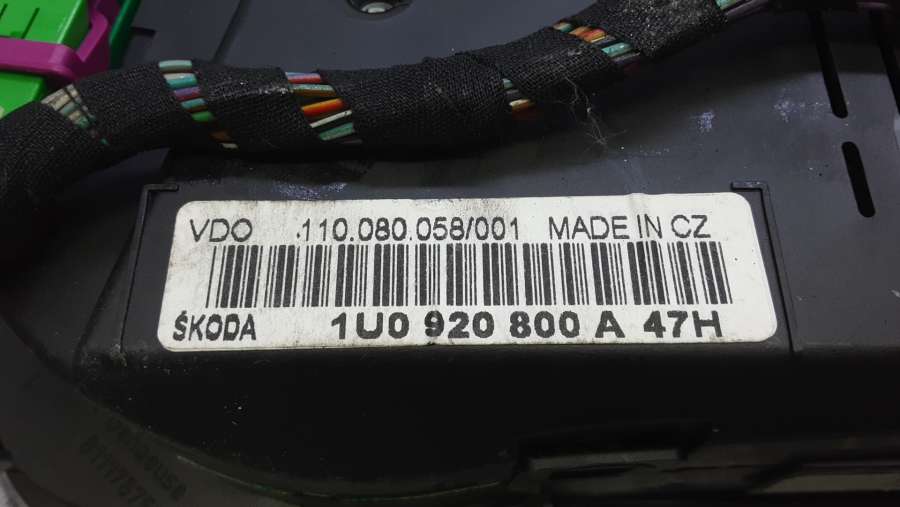 VDO 110.080.058/001 MADE IN CZ
ŠKODA 1U0 920 800 A 47H